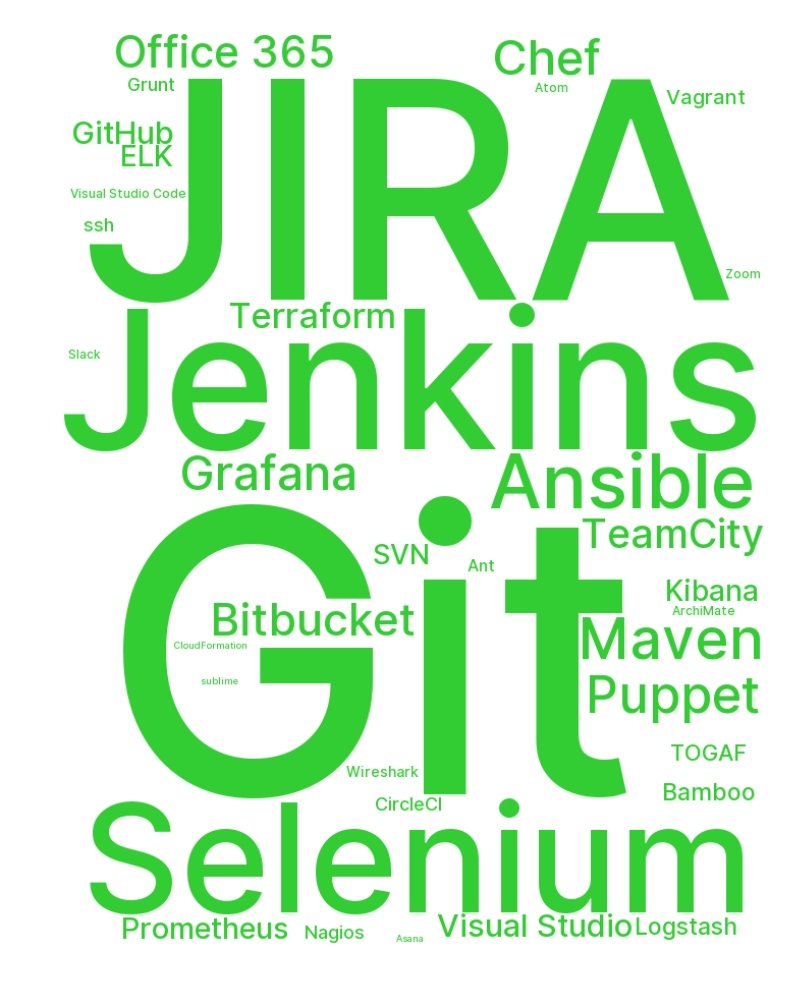 Office 365
Chef
Grunt
Atom
Vagrant
JIRA
GitHub
ELK
Visual Studio Code
ssh
Zoom
Terraform
Jenkins
Slack
Grafana
Ansible
TeamCity
SVN
Ant
Git
Kibana
ArchiMate
Bitbucket
Maven
CloudFormation
sublime
Puppet
TOGAF
Wireshark
Bamboo
CircleCI
Selenium
Prometheus
Nagios
Asana
Visual Studio
Logstash